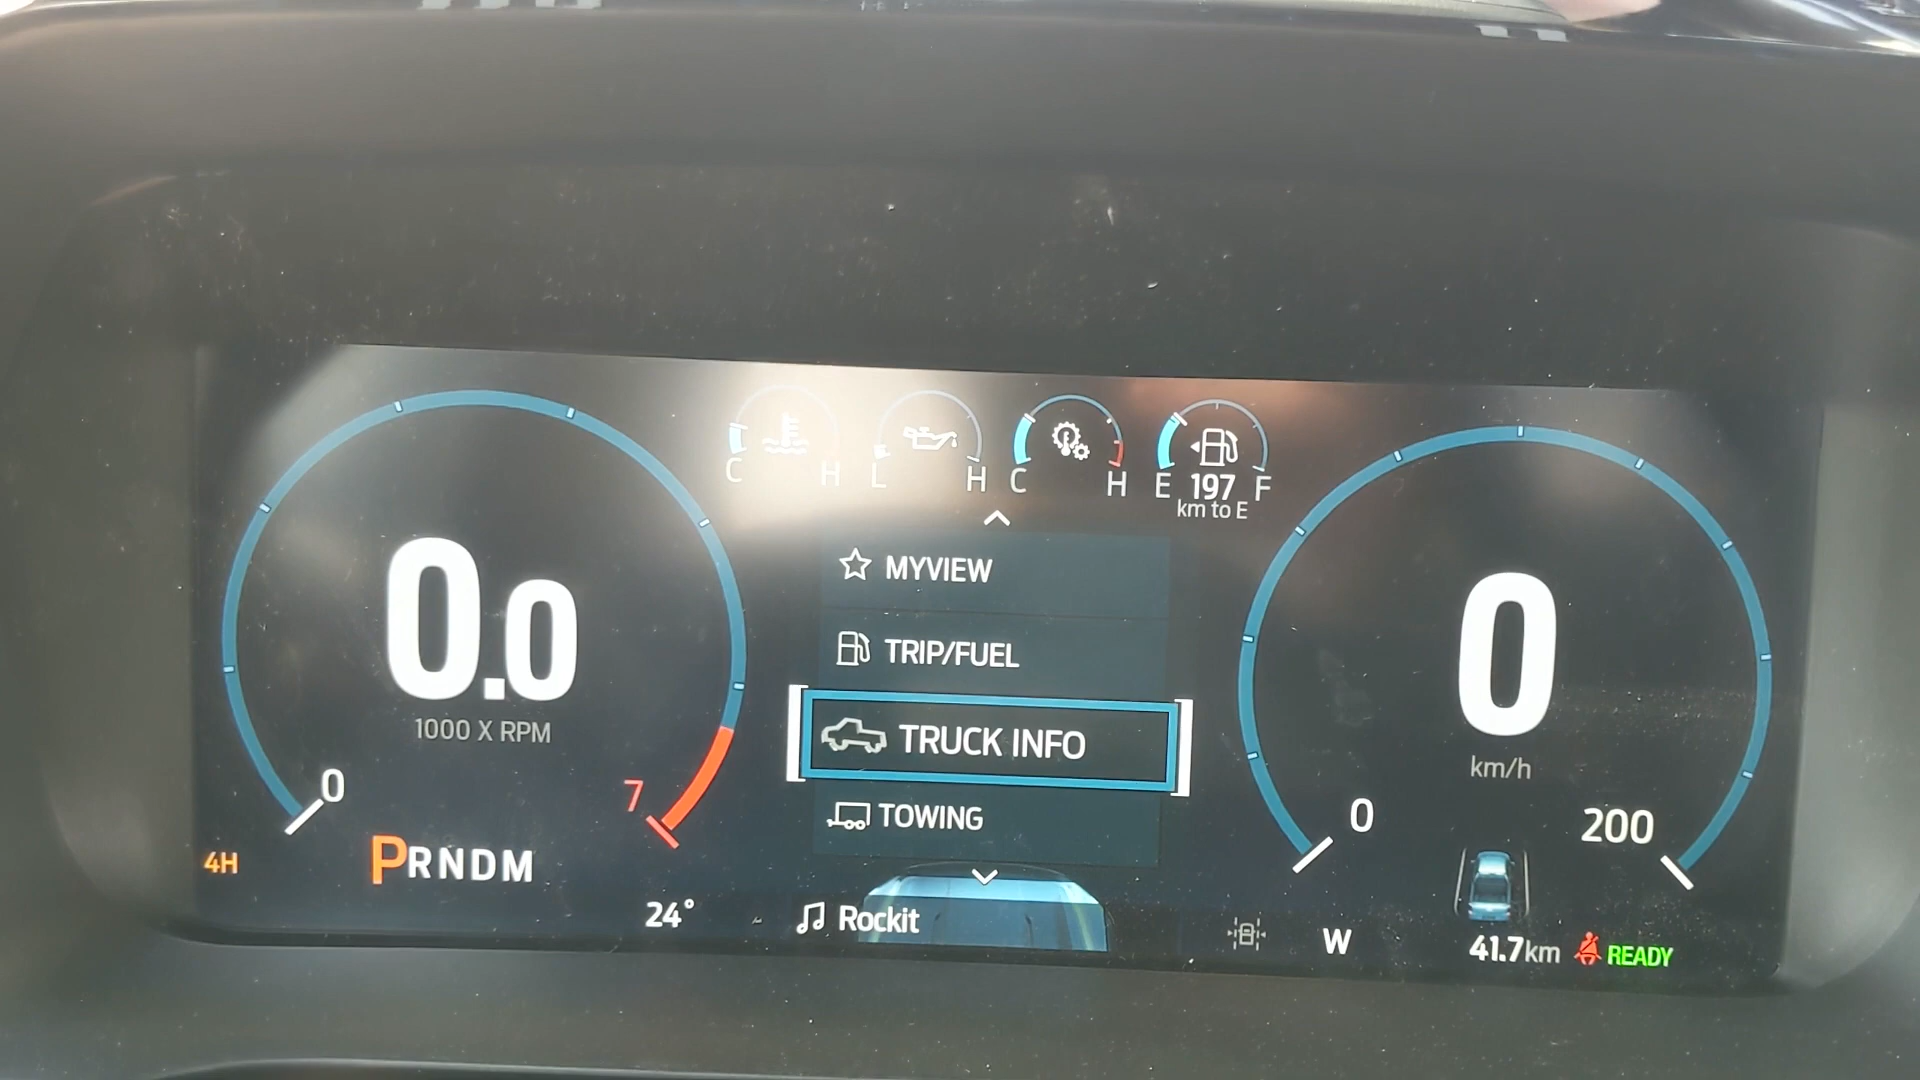 C H
L H
C H
E 197 F
km to E
MYVIEW
TRIP/FUEL
TRUCK INFO
TOWING
0.0
1000 X RPM
0
7
4H
PRNDM
24°
Rockit
0
km/h
0
200
W
41.7km
READY